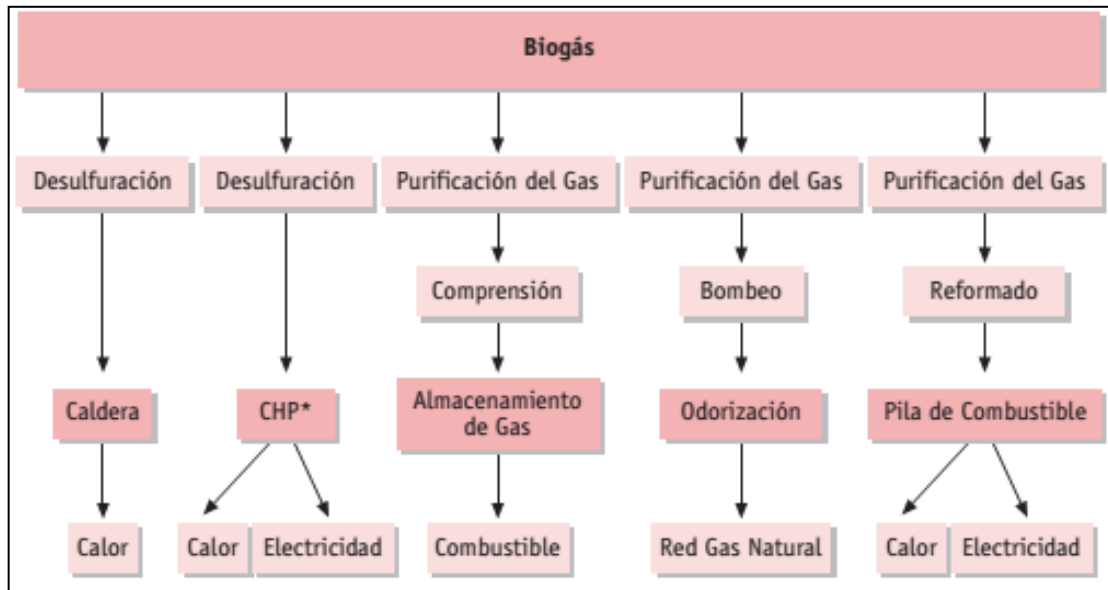 Biogás
Desulfuración
Desulfuración
Purificación del Gas
Purificación del Gas
Purificación del Gas
Comprensión
Bombeo
Reformado
Caldera
CHP*
Almacenamiento
de Gas
Odorización
Pila de Combustible
Calor
Calor
Electricidad
Combustible
Red Gas Natural
Calor
Electricidad